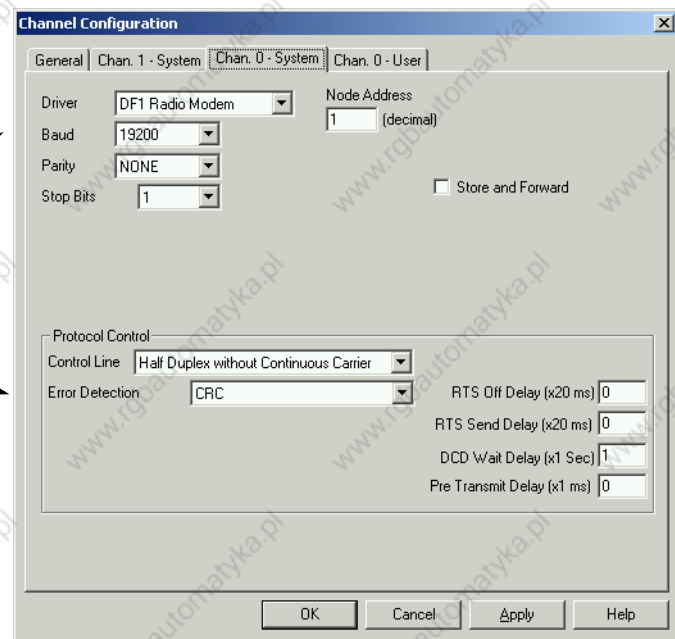 Channel Configuration
General
Chan. 1 - System
Chan. 0 - System
Chan. 0 - User
Driver DF1 Radio Modem
Node Address
1 (decimal)
Baud 19200
Parity NONE
Store and Forward
Stop Bits 1
Protocol Control
Control Line Half Duplex without Continuous Carrier
Error Detection CRC
RTS Off Delay (x20 ms) 0
RTS Send Delay (x20 ms) 0
DCD Wait Delay (x1 Sec) 1
Pre Transmit Delay (x1 ms) 0
OK
Cancel
Apply
Help
www.rgbautomatyka.pl